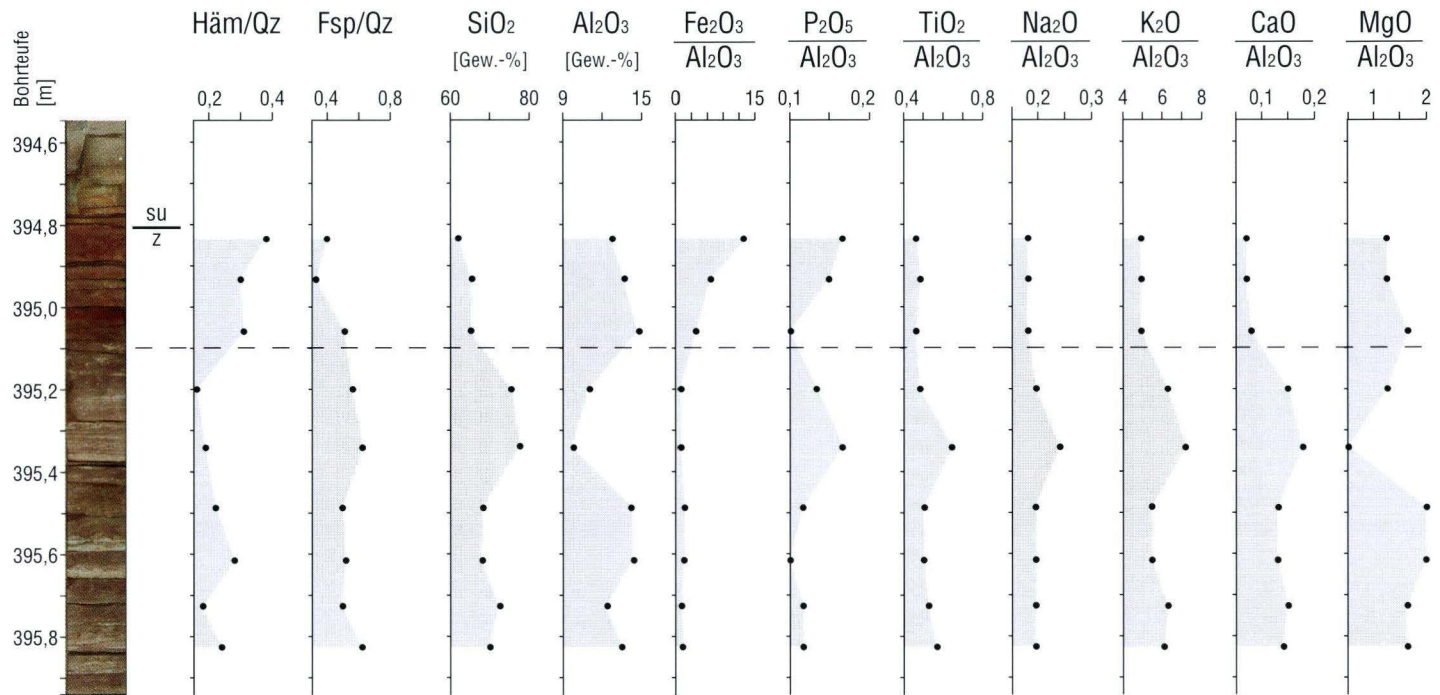 Häm/Qz Fsp/Qz SiO₂ Al₂O₃ Fe₂O₃ P₂O₅ TiO₂ Na₂O K₂O CaO MgO
[Gew.-%] [Gew.-%] Al₂O₃ Al₂O₃ Al₂O₃ Al₂O₃ Al₂O₃ Al₂O₃ Al₂O₃
Bohrteufe
[m]
0,2 0,4 0,4 0,8 60 80 9 15 0 15 0,1 0,2 0,4 0,8 0,2 0,3 4 6 8 0,1 0,2 1 2
394,6
su
394,8
z
395,0
395,2
395,4
395,6
395,8